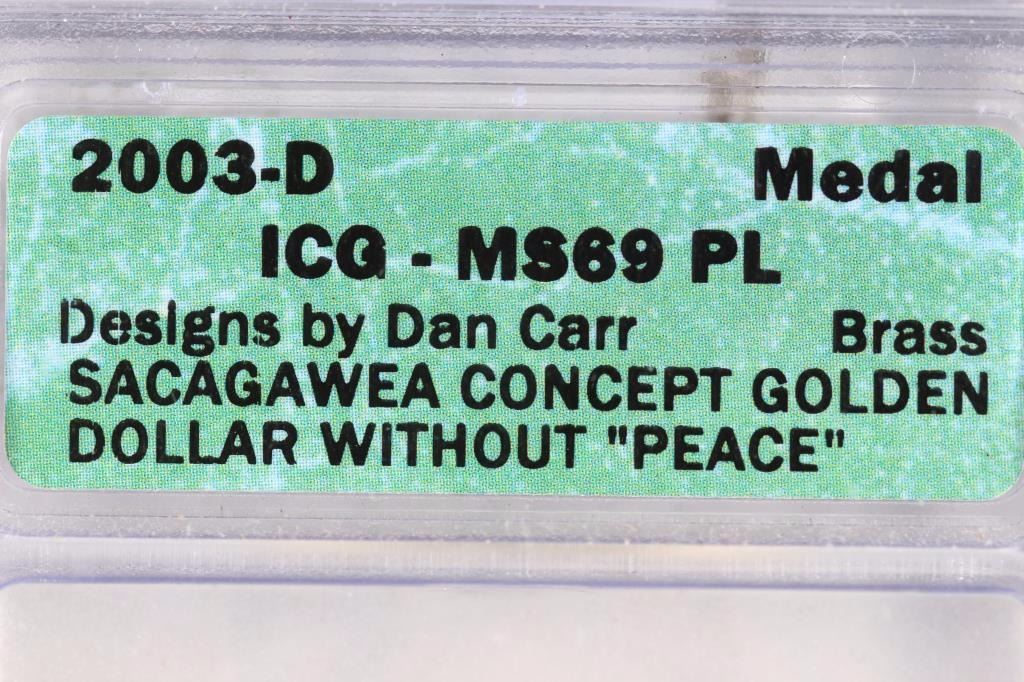 2003-D Medal
ICG - MS69 PL
Designs by Dan Carr Brass
SACAGAWEA CONCEPT GOLDEN
DOLLAR WITHOUT "PEACE"